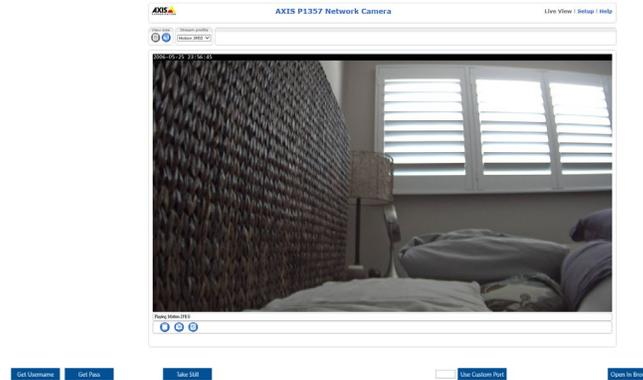 AXIS
AXIS P1357 Network Camera
Live View | Setup | Help
View size
Stream profile
Motion JPEG
2006-05-25 23:56:45
Playing Motion JPEG
Get Username
Get Pass
Take Still
Use Custom Port
Open In Bro